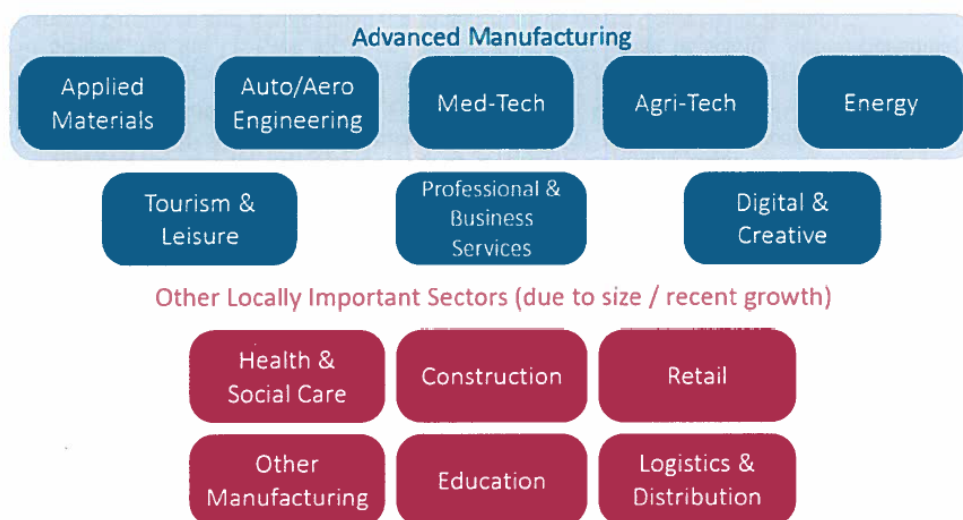 Advanced Manufacturing
Applied
Materials
Auto/Aero
Engineering
Med-Tech
Agri-Tech
Energy
Tourism &
Leisure
Professional &
Business
Services
Digital &
Creative
Other Locally Important Sectors (due to size / recent growth)
Health &
Social Care
Construction
Retail
Other
Manufacturing
Education
Logistics &
Distribution